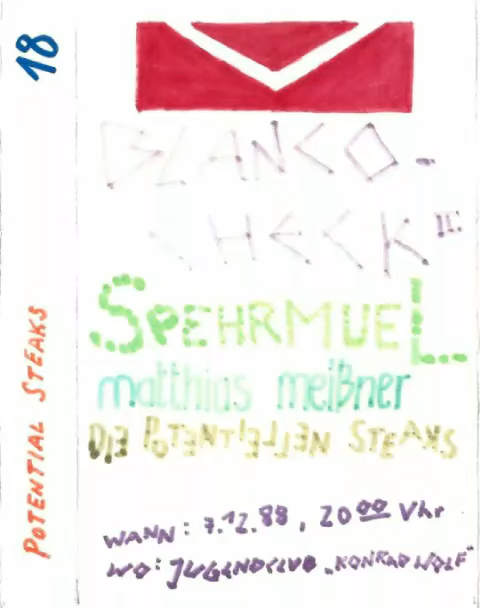 18
POTENTIAL STEAKS
BLANCO-
CHECK II:
SPEHRMUEL
matthias meißner
DIE POTENTIELLEN STEAKS
WANN: 7.12.88, 20⁰⁰ Uhr
WO: JUGENDCLUB „KONRAD WOLF“